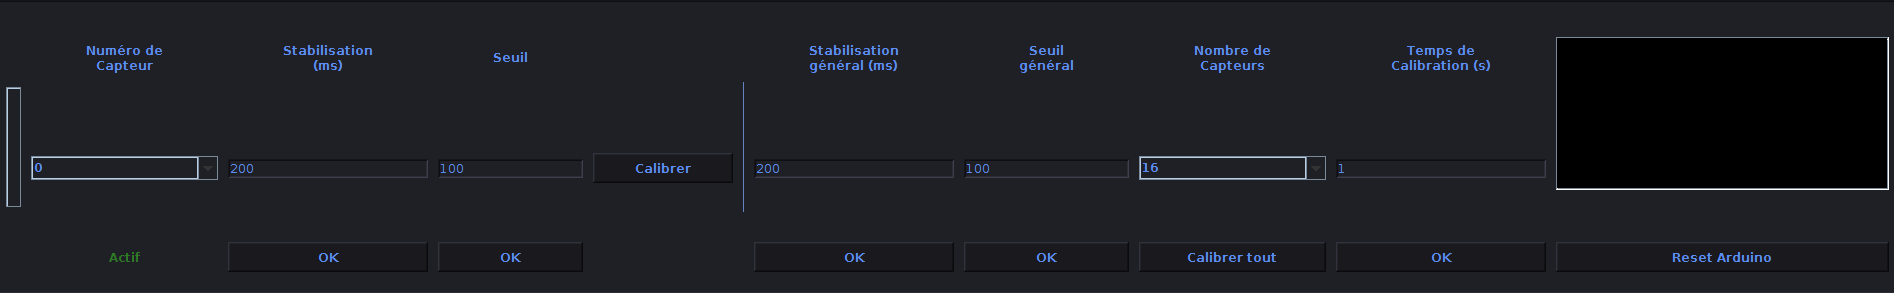 Numéro de
Capteur
Stabilisation
(ms)
Seuil
Stabilisation
général (ms)
Seuil
général
Nombre de
Capteurs
Temps de
Calibration (s)
0
200
100
Calibrer
200
100
16
1
Actif
OK
OK
OK
OK
Calibrer tout
OK
Reset Arduino